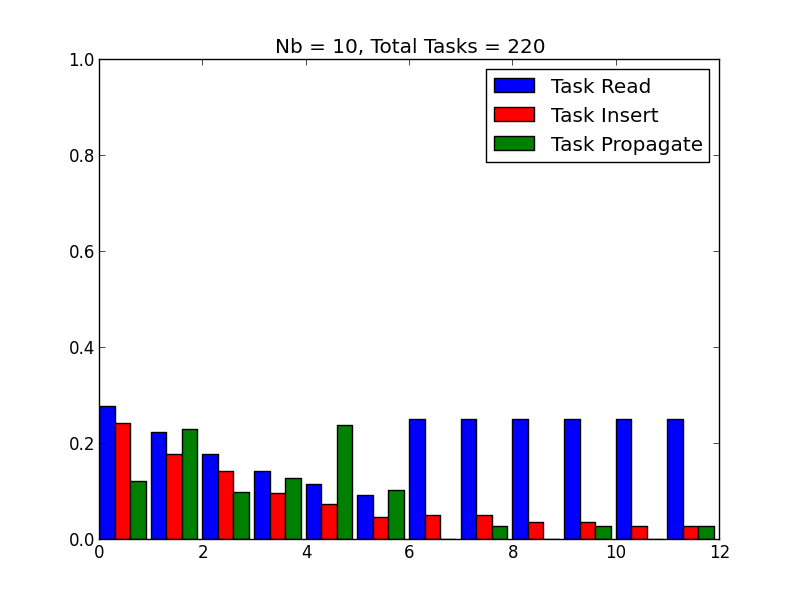 Nb = 10, Total Tasks = 220
1.0
Task Read
Task Insert
Task Propagate
0.8
0.6
0.4
0.2
0.0
0 2 4 6 8 10 12